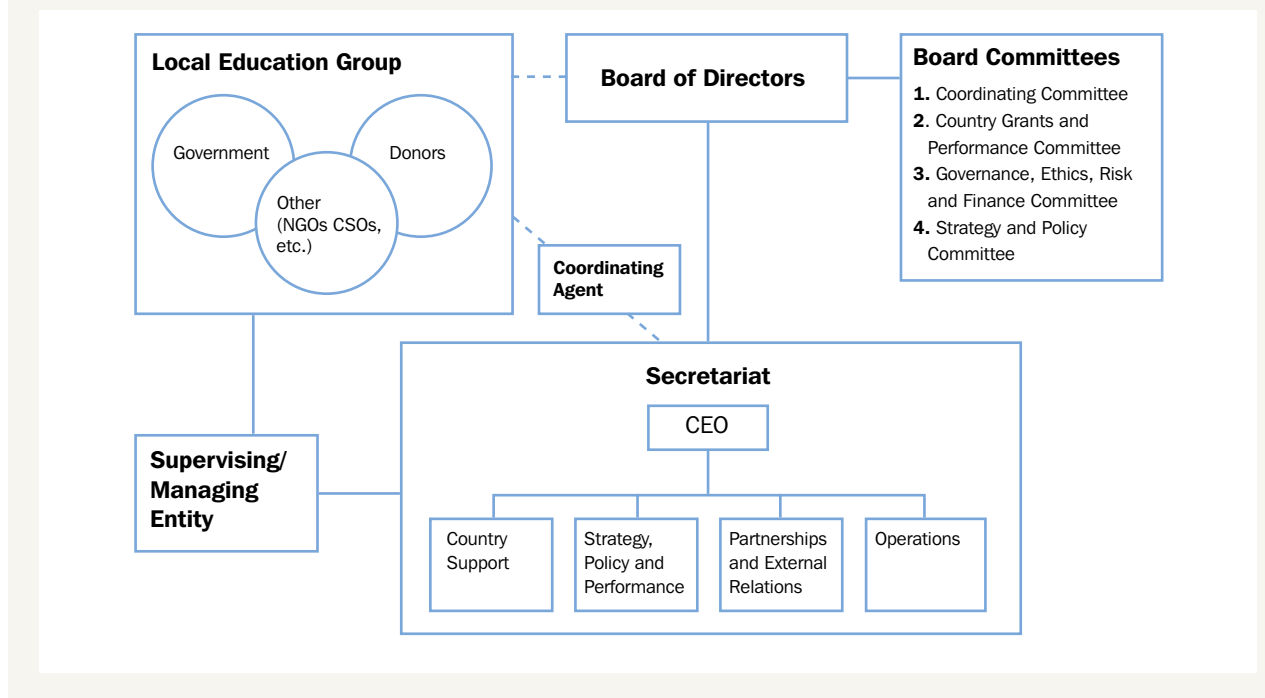 Local Education Group
Government
Donors
Other
(NGOs CSOs,
etc.)
Board of Directors
Board Committees
1. Coordinating Committee
2. Country Grants and
Performance Committee
3. Governance, Ethics, Risk
and Finance Committee
4. Strategy and Policy
Committee
Coordinating
Agent
Supervising/
Managing
Entity
Secretariat
CEO
Country
Support
Strategy,
Policy and
Performance
Partnerships
and External
Relations
Operations